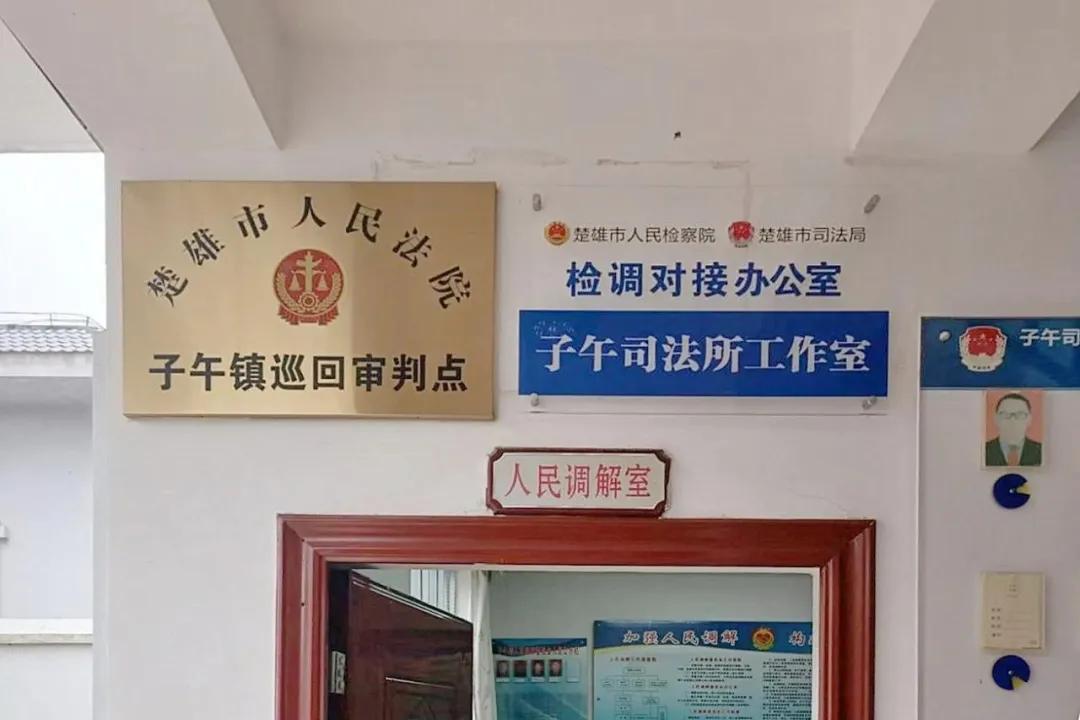 楚雄市人民法院
子午镇巡回审判点
楚雄市人民检察院 楚雄市司法局
检调对接办公室
子午司法所工作室
子午司
人民调解室
加强人民调解